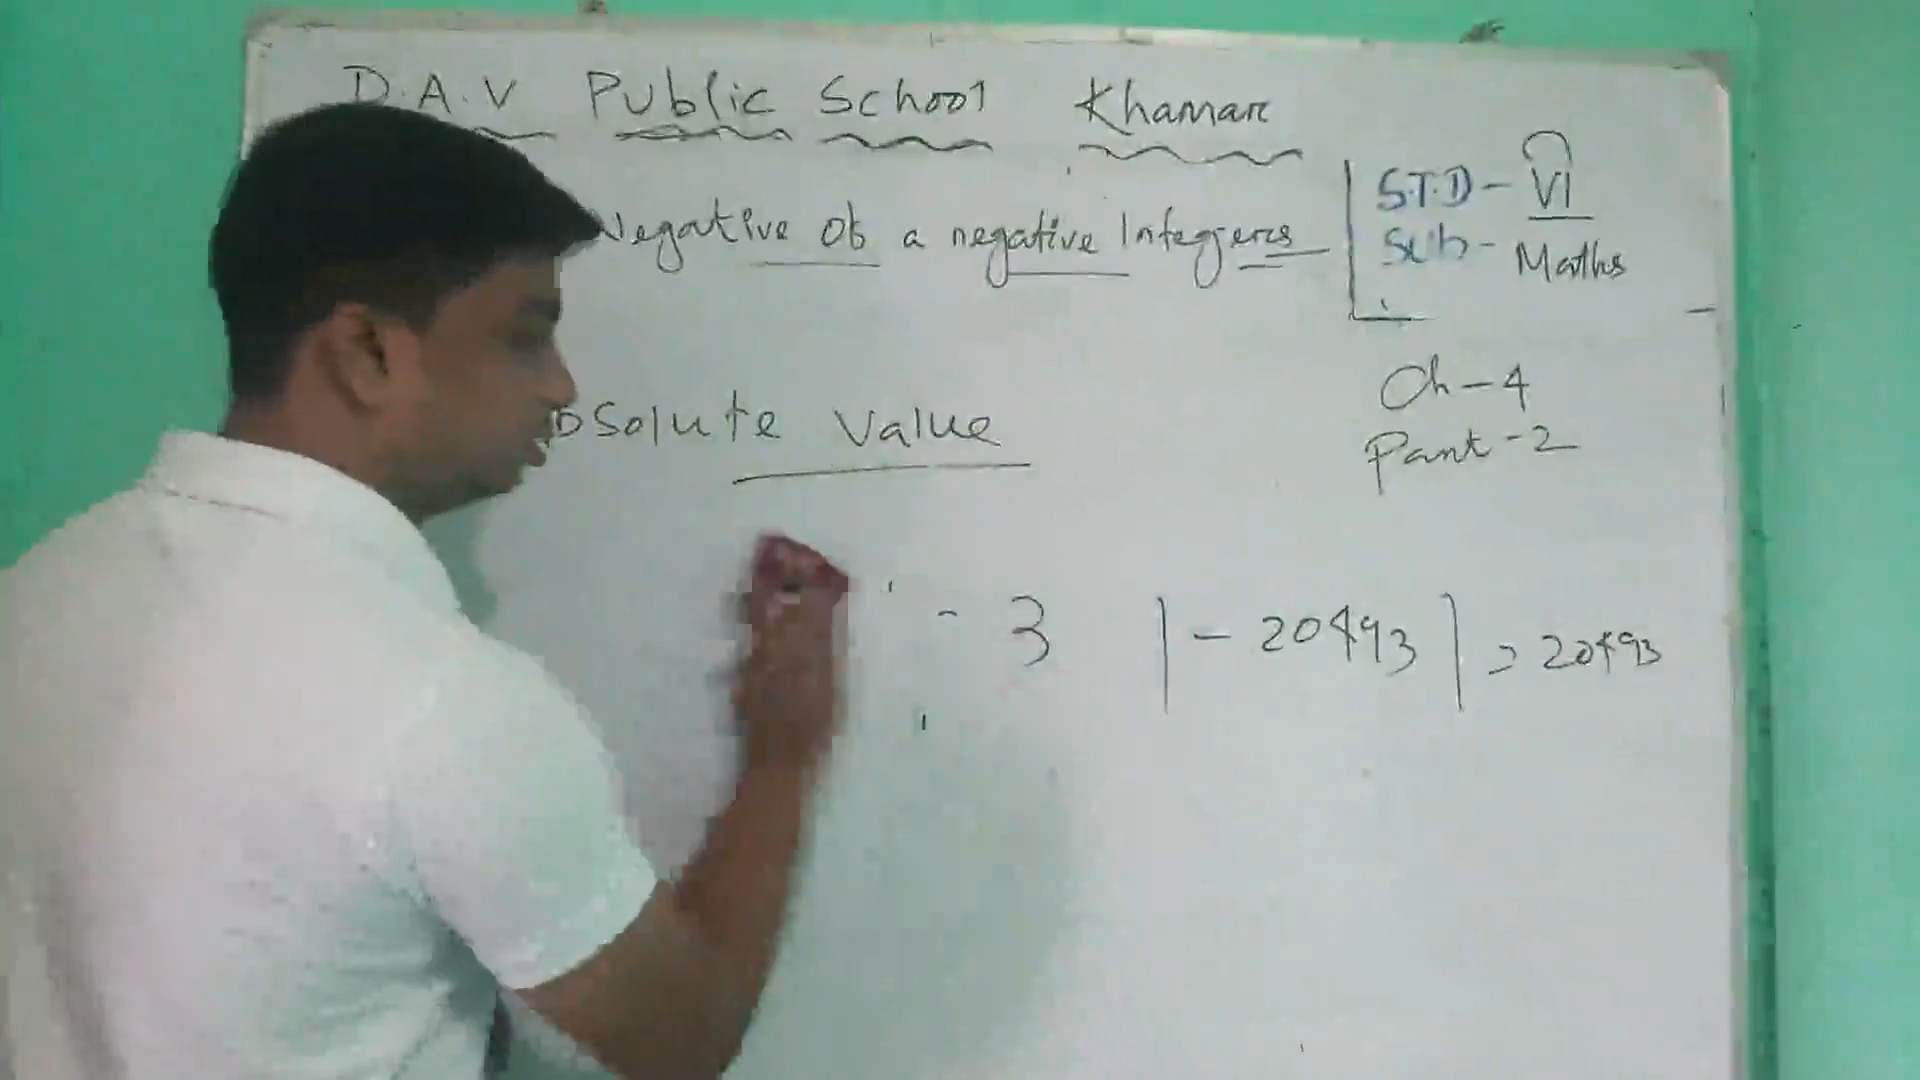 D.A.V Public School Khamar
Negative Of a negative Integers
S.T.D - VI
Sub - Maths
Ch - 4
Part - 2
bsolute Value
- 3 |- 20493| = 20493